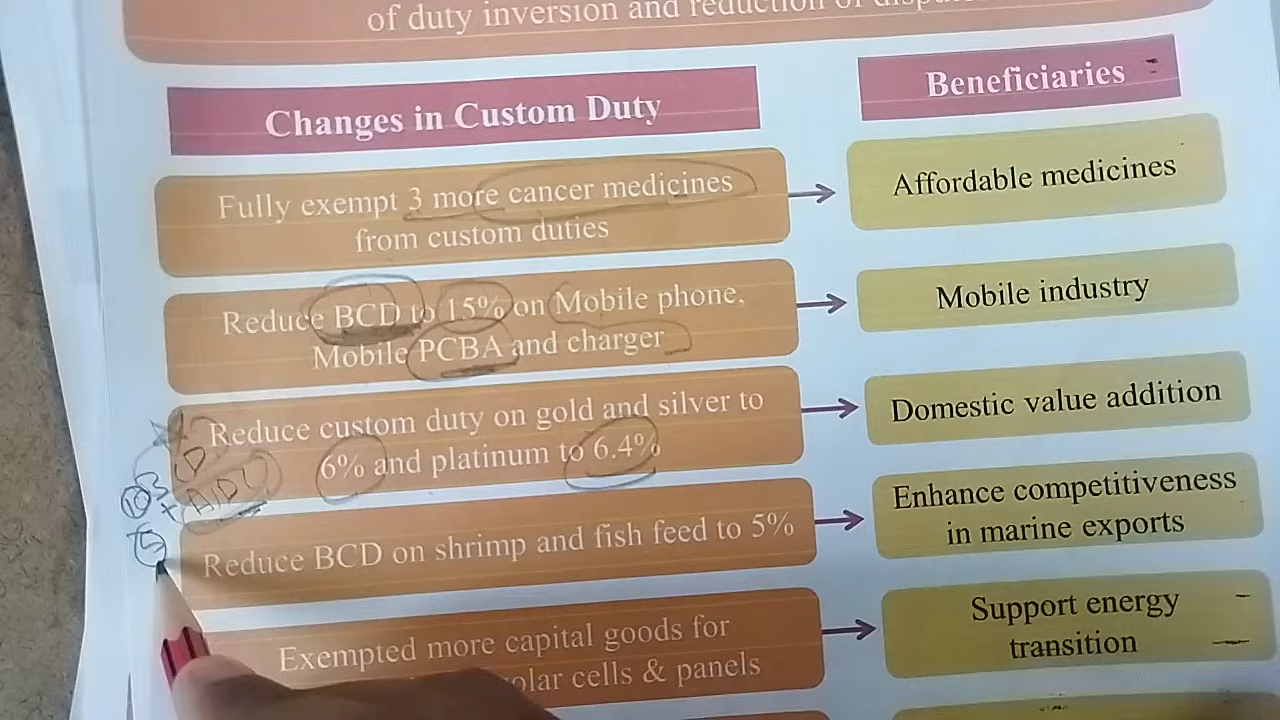 of duty inversion and reduction of
Changes in Custom Duty
Beneficiaries
Fully exempt 3 more cancer medicines
from custom duties
Affordable medicines
Reduce BCD to 15% on Mobile phone,
Mobile PCBA and charger
Mobile industry
Reduce custom duty on gold and silver to
6% and platinum to 6.4%
Domestic value addition
Reduce BCD on shrimp and fish feed to 5%
Enhance competitiveness
in marine exports
Exempted more capital goods for
solar cells & panels
Support energy
transition